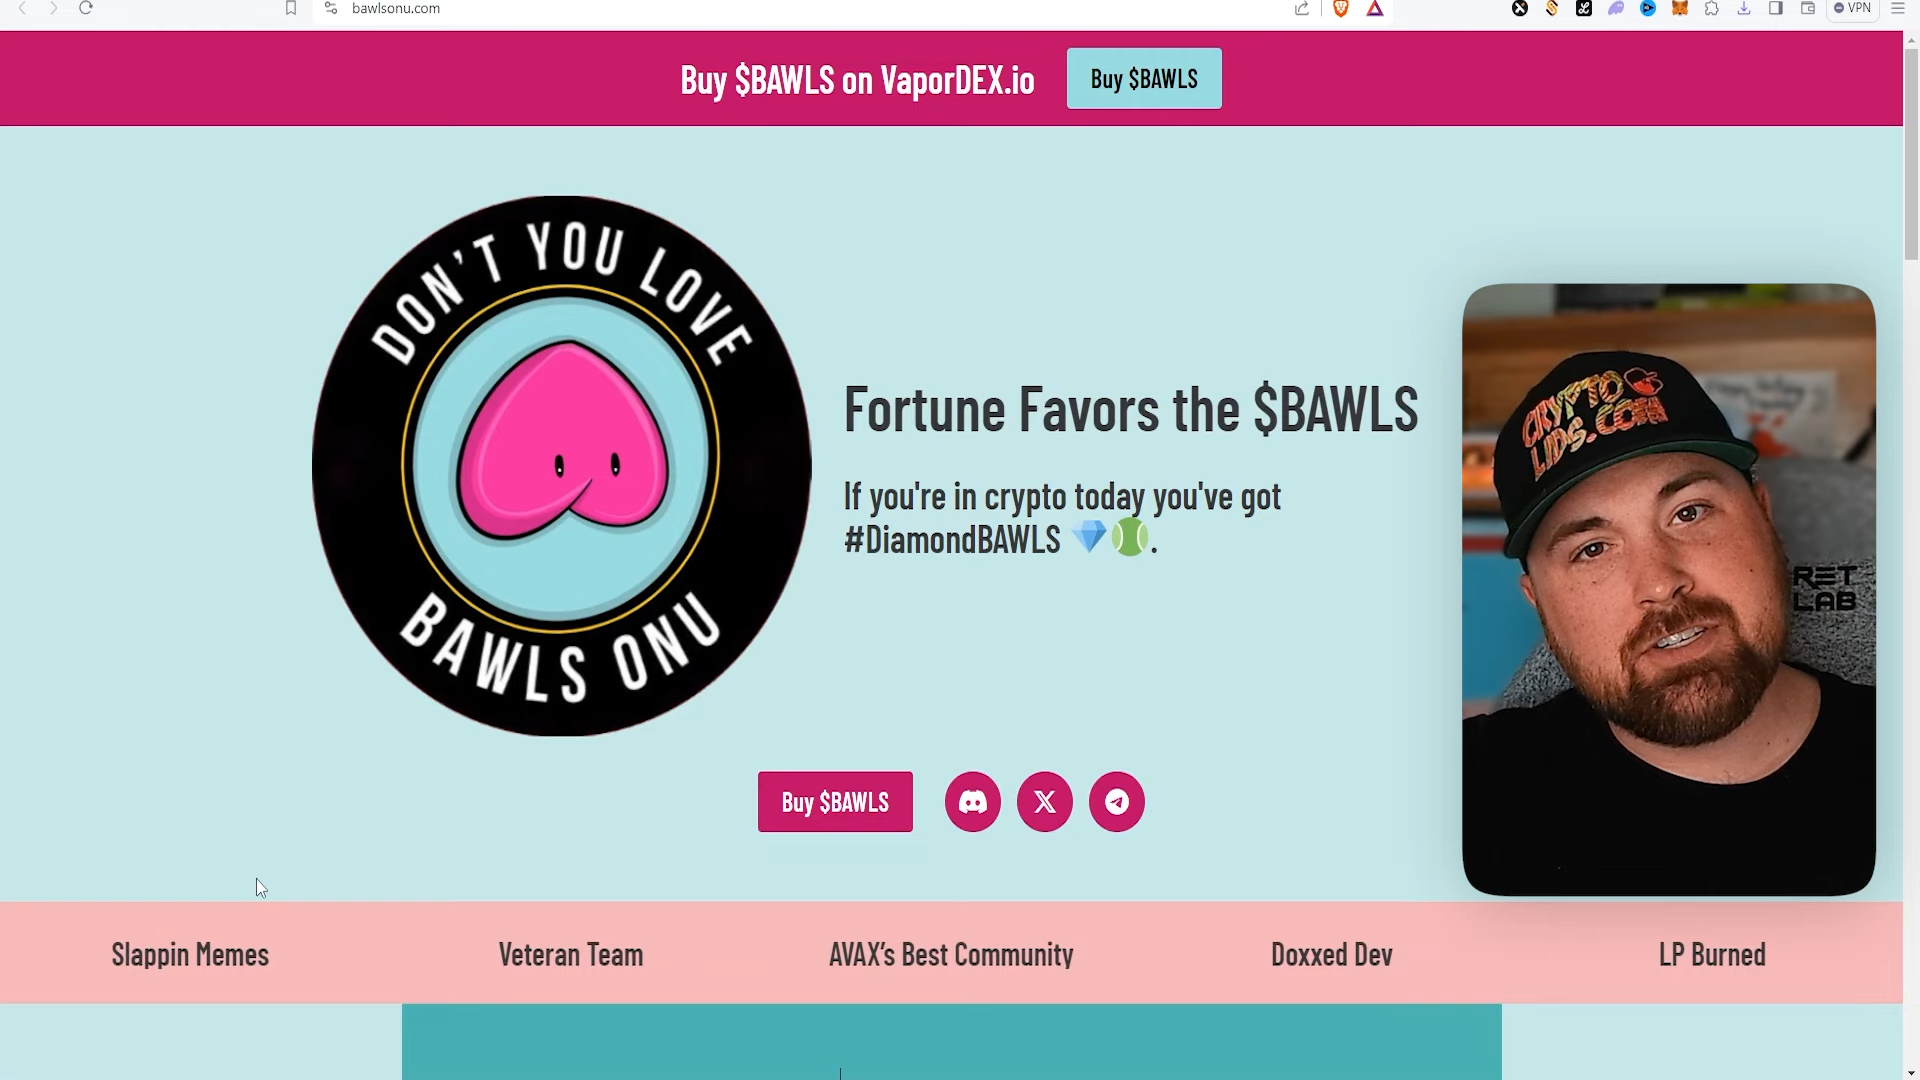 bawlsonu.com
VPN
Buy $BAWLS on VaporDEX.io
Buy $BAWLS
DON'T YOU LOVE
BAWLS ONU
Fortune Favors the $BAWLS
If you're in crypto today you've got
#DiamondBAWLS 💎🎾.
CRYPTO
LIDS.COM
RET
LAB
Buy $BAWLS
Slappin Memes
Veteran Team
AVAX's Best Community
Doxxed Dev
LP Burned